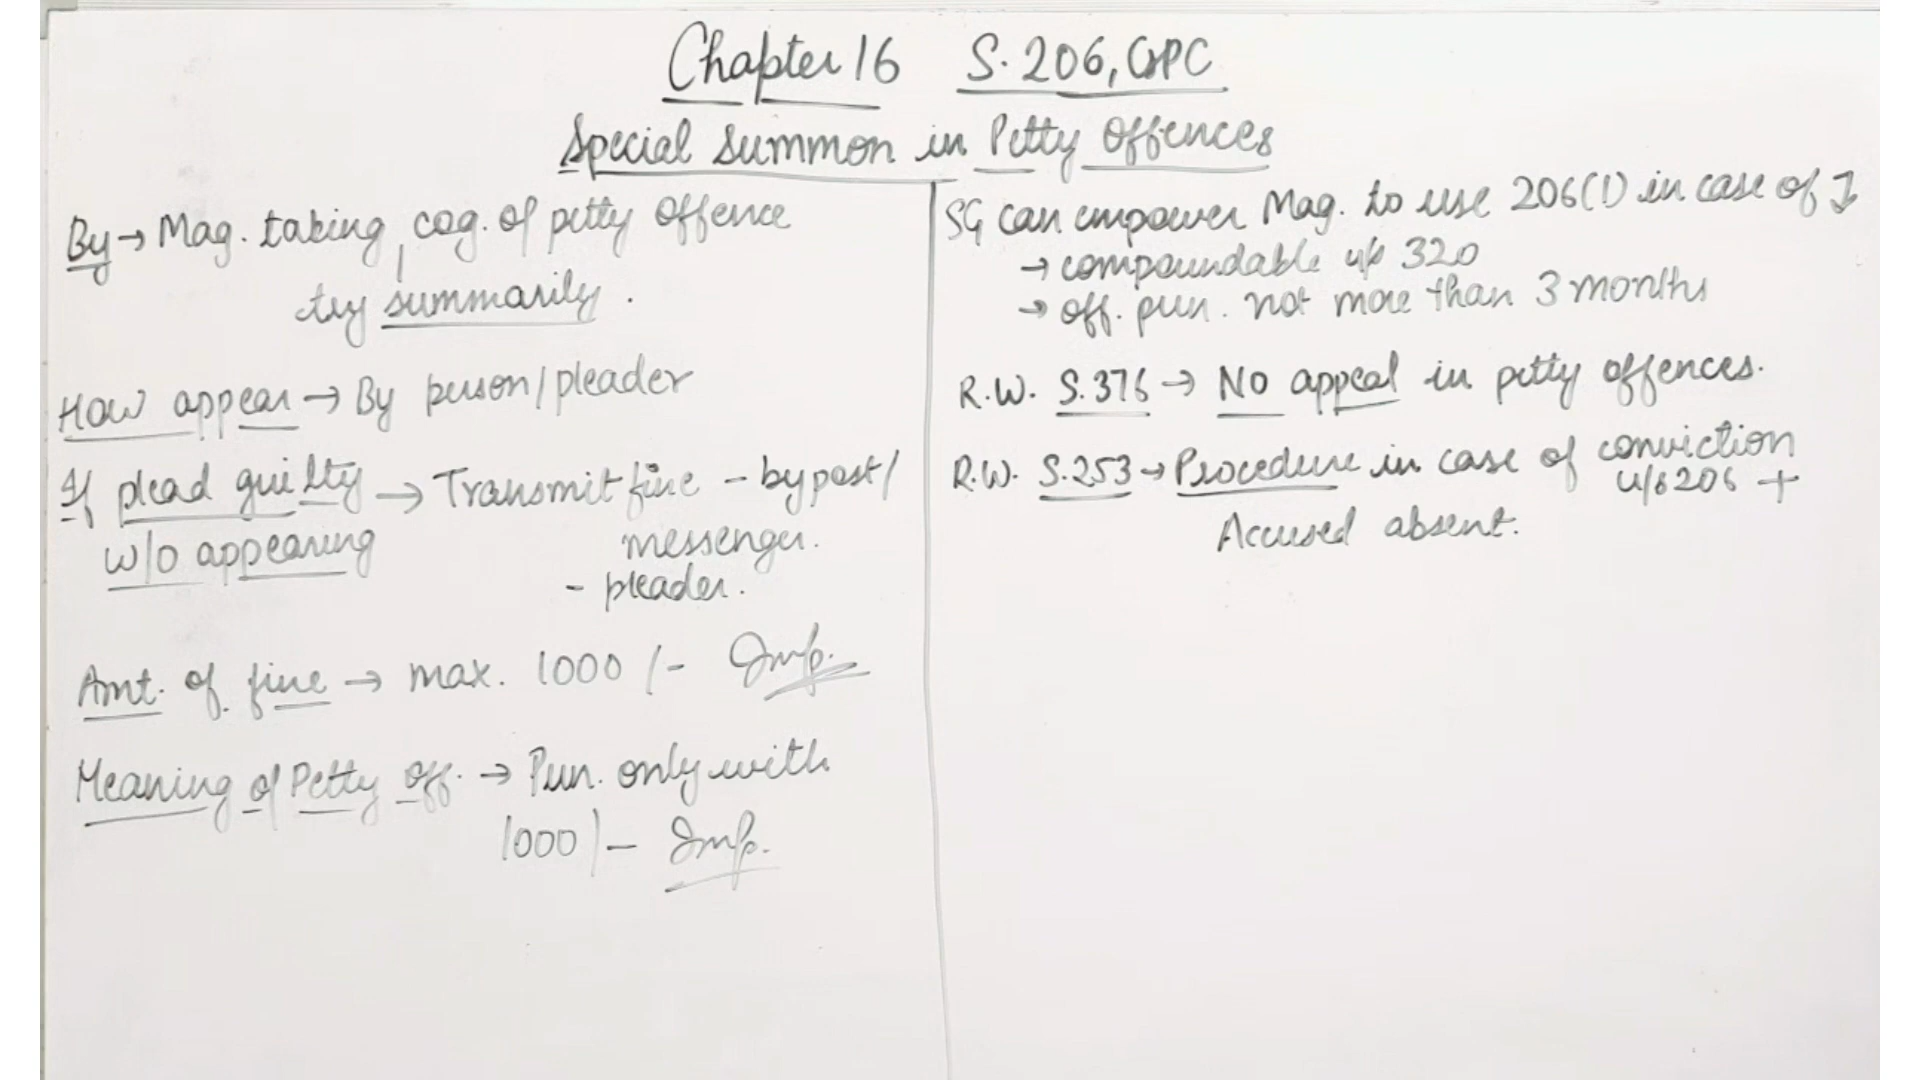 Chapter 16 S. 206, CrPC
Special Summon in Petty Offences
By → Mag. taking cog. of petty offence
try summarily.
How appear → By person/pleader
If plead guilty → Transmit fine - by post/
w/o appearing messenger.
- pleader.
Amt. of fine → max. 1000/- Imp.
Meaning of Petty off. → Pun. only with
1000/- Imp.
SG can empower Mag. to use 206(1) in case of ↓
→ compoundable u/s 320
→ off. pun. not more than 3 months
R.W. S.376 → No appeal in petty offences.
R.W. S.253 → Procedure in case of conviction
u/s 206 +
Accused absent.